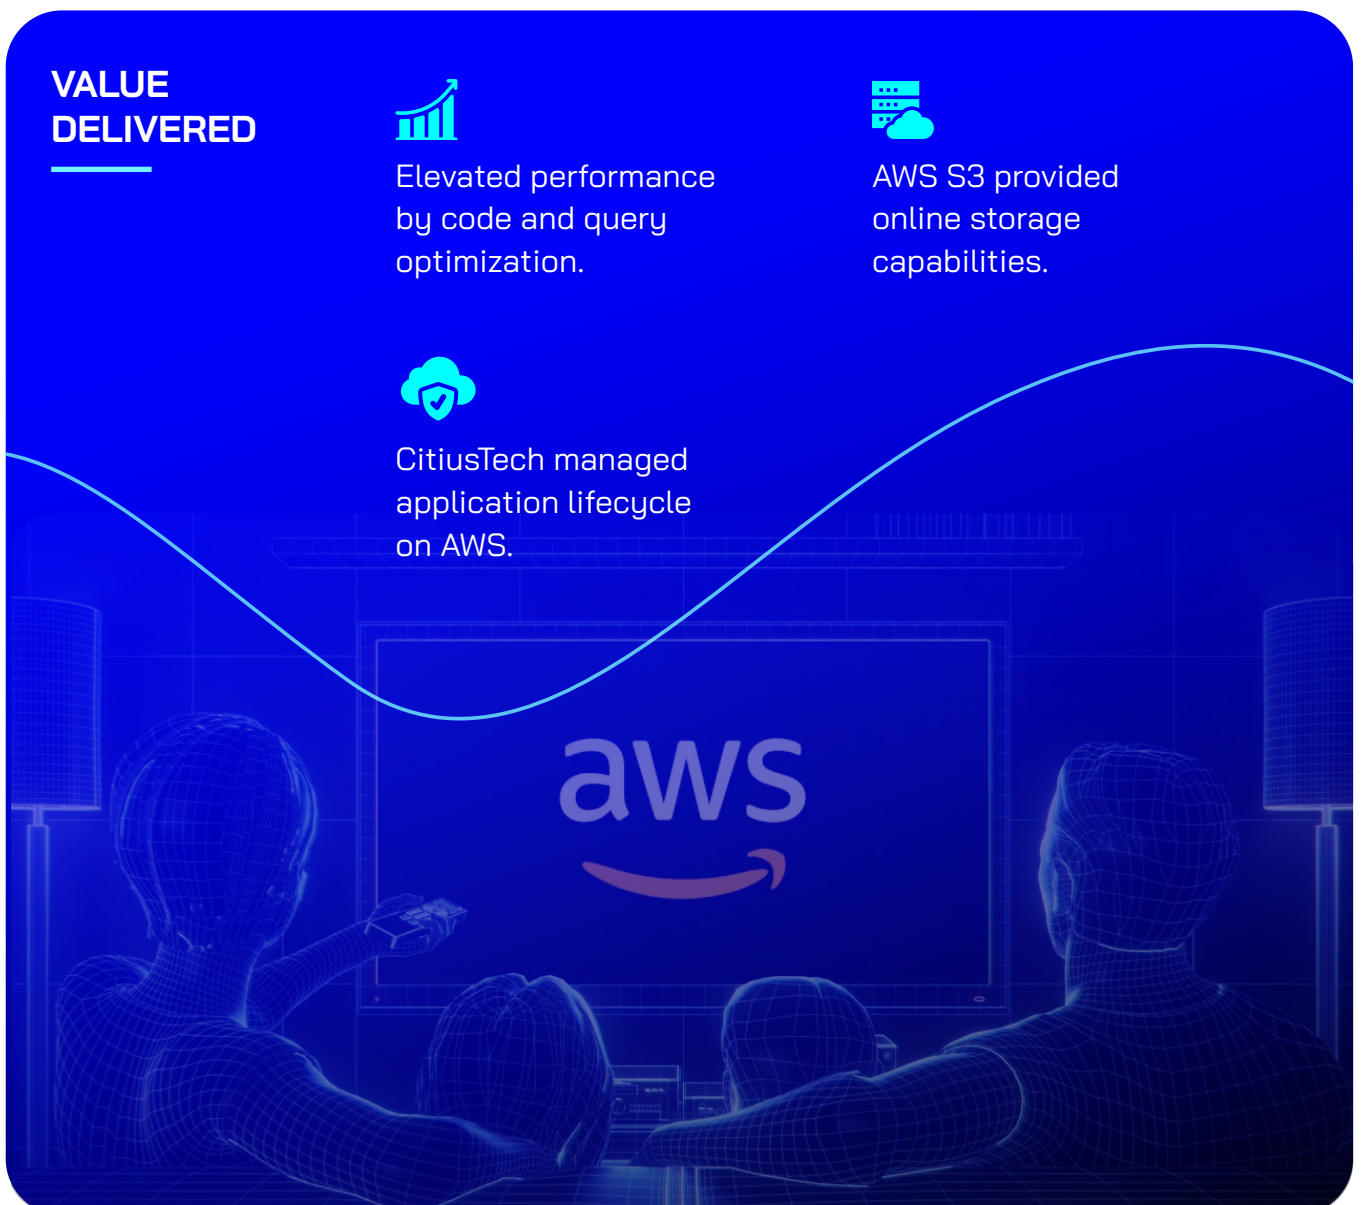 VALUE
DELIVERED
Elevated performance
by code and query
optimization.
AWS S3 provided
online storage
capabilities.
CitiusTech managed
application lifecycle
on AWS.
aws